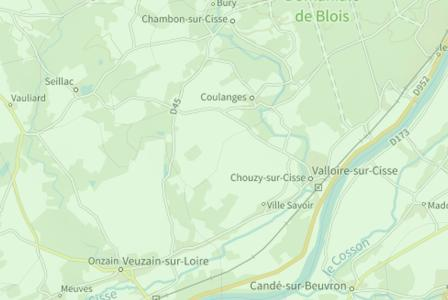 Bury
Chambon-sur-Cisse
de Blois
Seillac
Vauliard
D45
Coulanges
D952
D173
Chouzy-sur-Cisse
Valloire-sur-Cisse
Ville Savoir
le Cosson
Onzain
Veuzain-sur-Loire
Candé-sur-Beuvron
Meuves
Cisse